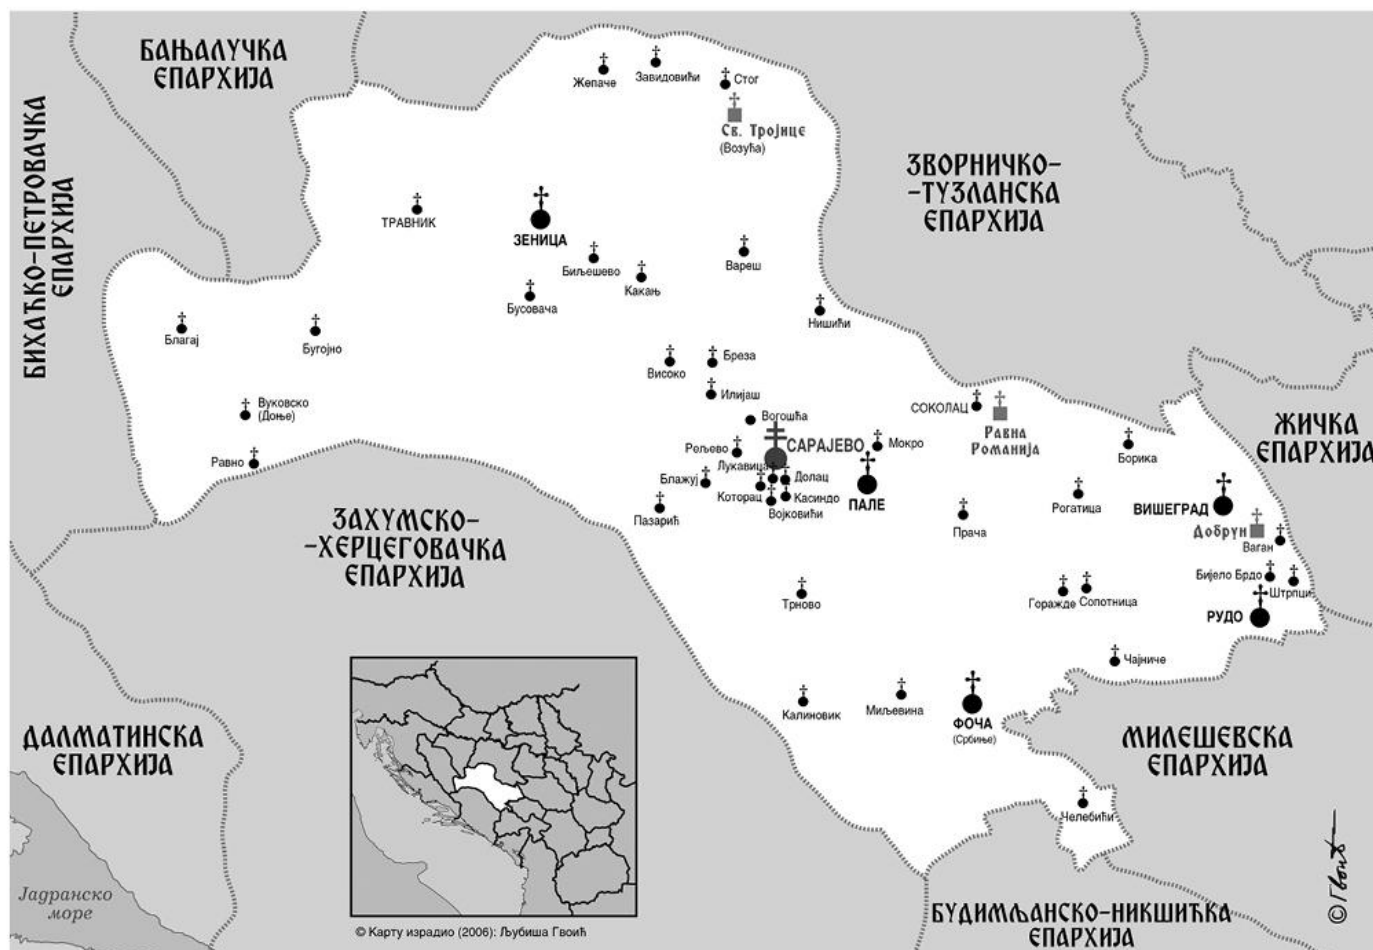 БАЊАЛУЧКА
ЕПАРХИЈА
БИХАЋКО-ПЕТРОВАЧКА
ЕПАРХИЈА
Жепаче
Завидовићи
Стог
Св. Тројице
(Возућа)
ЗВОРНИЧКО-
-ТУЗЛАНСКА
ЕПАРХИЈА
ТРАВНИК
ЗЕНИЦА
Биљешево
Какањ
Вареш
Бусовача
Нишићи
Благај
Бугојно
Високо
Бреза
Илијаш
Вуковско
(Доње)
Равно
Вогошћа
САРАЈЕВО
Рељево
Лукавица
Долац
Блажуј
Которац
Касиндо
Војковићи
Пазарић
Мокро
ПАЛЕ
СОКОЛАЦ
Равна
Романија
Борика
ЖИЧКА
ЕПАРХИЈА
Рогатица
Прача
ВИШЕГРАД
Добрун
Ваган
Бијело Брдо
Штрпци
РУДО
ЗАХУМСКО-
-ХЕРЦЕГОВАЧКА
ЕПАРХИЈА
Трново
Горажде
Сопотница
Чајниче
Калиновик
Миљевина
ФОЧА
(Србиње)
МИЛЕШЕВСКА
ЕПАРХИЈА
Челебићи
ДАЛМАТИНСКА
ЕПАРХИЈА
Јадранско
море
БУДИМЉАНСКО-НИКШИЋКА
ЕПАРХИЈА
© Карту израдио (2006): Љубиша Гвоић